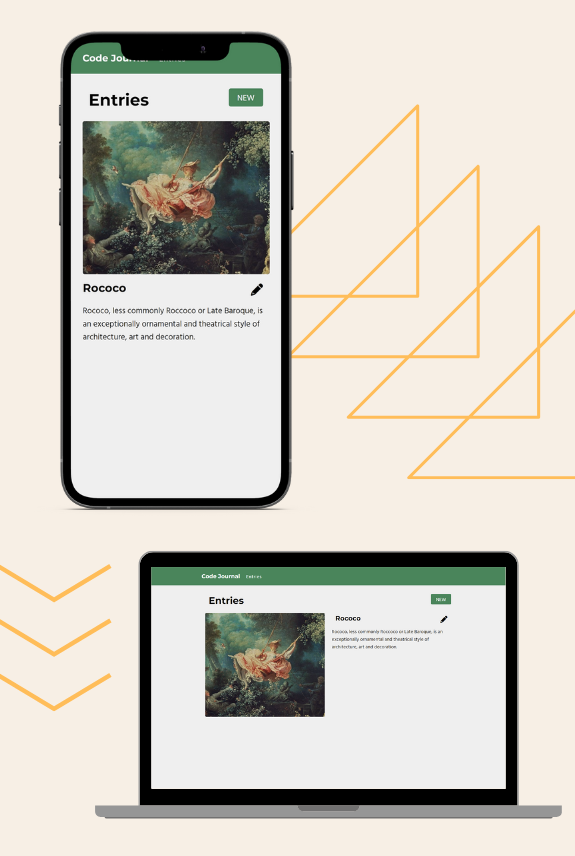 Code Journal Entries
Entries
NEW
Rococo
Rococo, less commonly Roccoco or Late Baroque, is
an exceptionally ornamental and theatrical style of
architecture, art and decoration.
Code Journal Entries
Entries
NEW
Rococo
Rococo, less commonly Roccoco or Late Baroque, is an
exceptionally ornamental and theatrical style of
architecture, art and decoration.